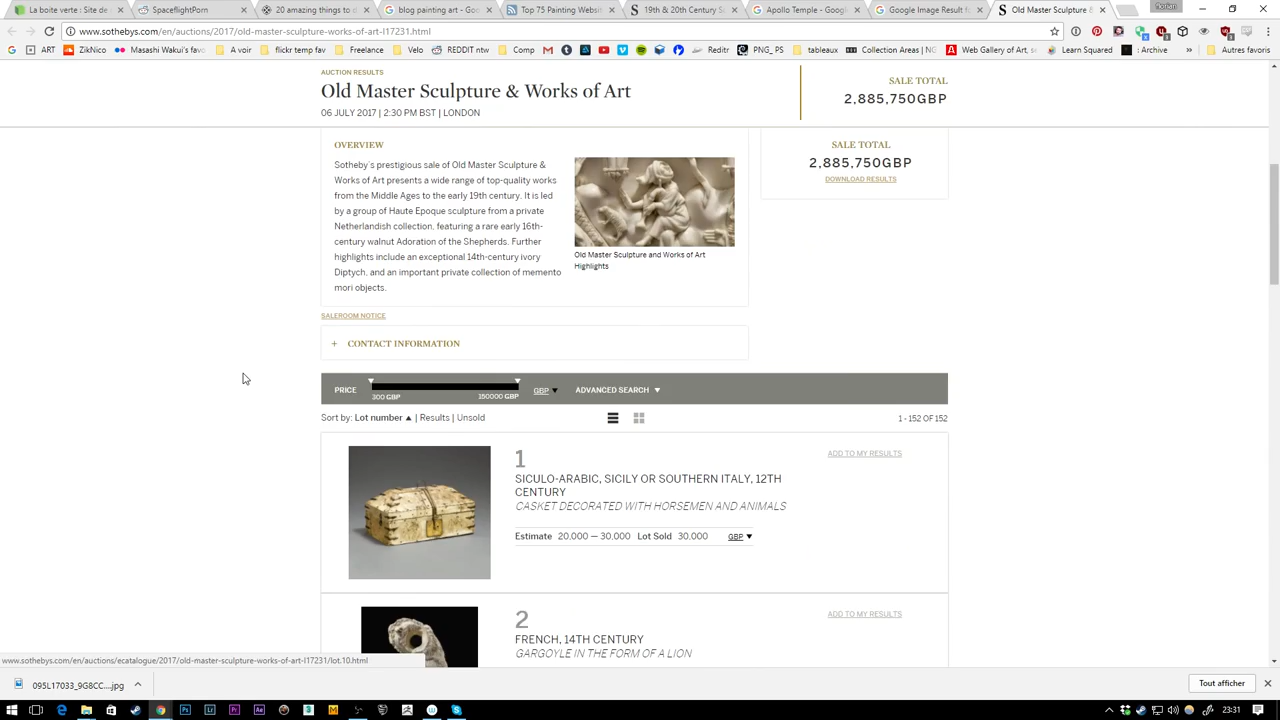 La boite verte : Site de
SpaceflightPorn
20 amazing things to d
blog painting art - Goo
Top 75 Painting Websi
19th & 20th Century Sc
Apollo Temple - Google
Google Image Result fo
Old Master Sculpture &
www.sothebys.com/en/auctions/2017/old-master-sculpture-works-of-art-l17231.html
ART ZikNico Masashi Wakui's favo A voir flickr temp fav Freelance Velo REDDIT ntw Comp M Reditr PNG_PS tableaux Collection Areas | NG Web Gallery of Art, se Learn Squared : Archive » Autres favoris
AUCTION RESULTS
Old Master Sculpture & Works of Art
06 JULY 2017 | 2:30 PM BST | LONDON
SALE TOTAL
2,885,750GBP
OVERVIEW
Sotheby's prestigious sale of Old Master Sculpture &
Works of Art presents a wide range of top-quality works
from the Middle Ages to the early 19th century. It is led
by a group of Haute Epoque sculpture from a private
Netherlandish collection, featuring a rare early 16th-
century walnut Adoration of the Shepherds. Further
highlights include an exceptional 14th-century ivory
Diptych, and an important private collection of memento
mori objects.
Old Master Sculpture and Works of Art
Highlights
SALE TOTAL
2,885,750GBP
DOWNLOAD RESULTS
SALEROOM NOTICE
+ CONTACT INFORMATION
PRICE
300 GBP 150000 GBP
GBP
ADVANCED SEARCH
Sort by: Lot number ▲ | Results | Unsold
1 - 152 OF 152
1
SICULO-ARABIC, SICILY OR SOUTHERN ITALY, 12TH
CENTURY
CASKET DECORATED WITH HORSEMEN AND ANIMALS
Estimate 20,000 — 30,000 Lot Sold 30,000 GBP
ADD TO MY RESULTS
2
FRENCH, 14TH CENTURY
GARGOYLE IN THE FORM OF A LION
ADD TO MY RESULTS
www.sothebys.com/en/auctions/ecatalogue/2017/old-master-sculpture-works-of-art-l17231/lot.10.html
095L17033_9G8CC....jpg
Tout afficher
23:31